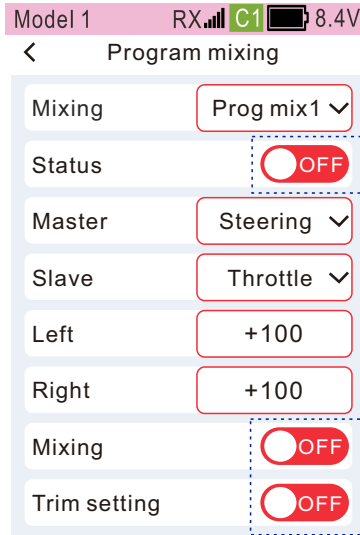 Model 1 RX C1 8.4V
Program mixing
Mixing Prog mix1
Status OFF
Master Steering
Slave Throttle
Left +100
Right +100
Mixing OFF
Trim setting OFF